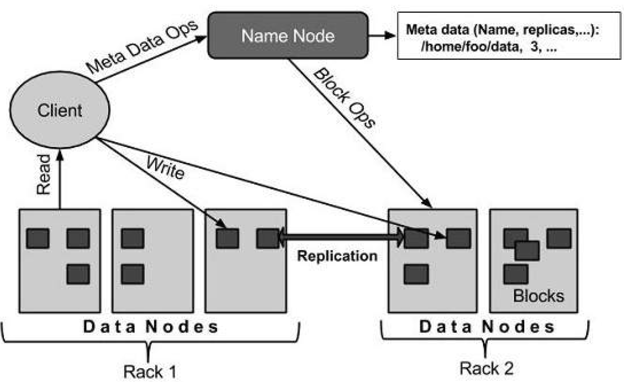 Meta Data Ops
Name Node
Meta data (Name, replicas,...):
/home/foo/data, 3, ...
Client
Block Ops
Read
Write
Replication
Blocks
Data Nodes
Data Nodes
Rack 1
Rack 2